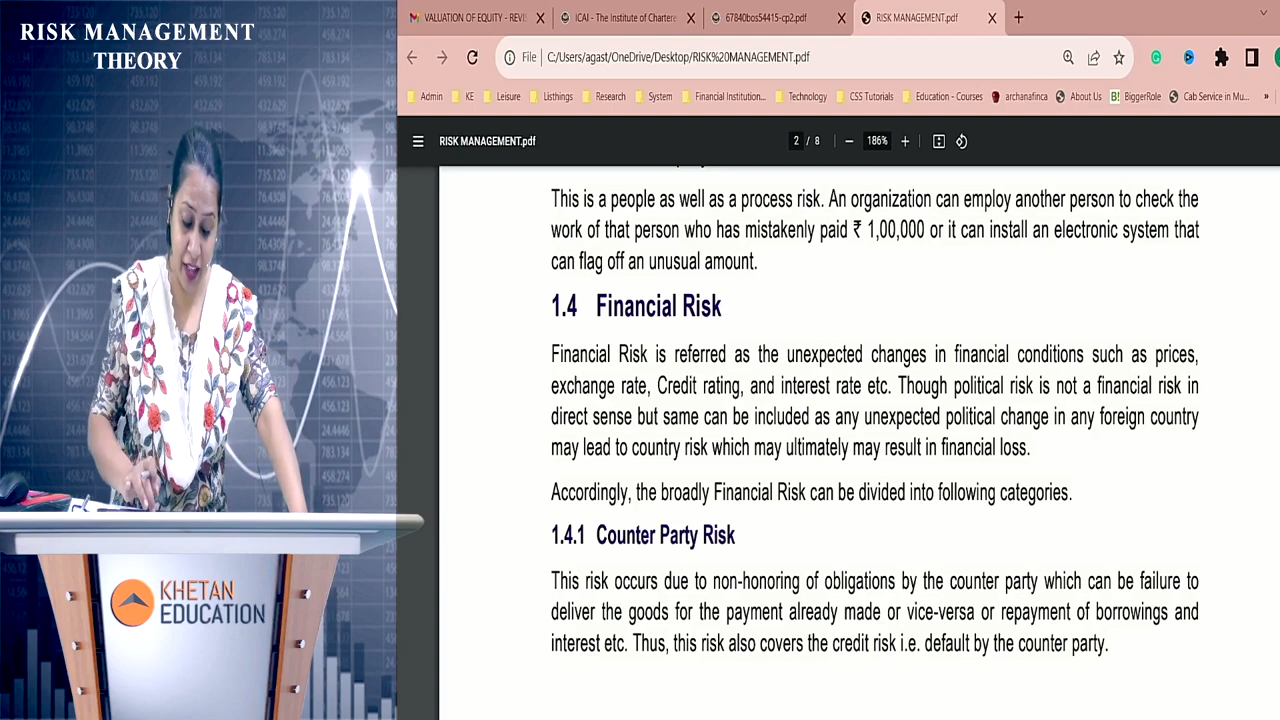 RISK MANAGEMENT
THEORY
VALUATION OF EQUITY - REVI
ICAI - The Institute of Chartere
67840bos54415-cp2.pdf
RISK MANAGEMENT.pdf
File
C:/Users/agast/OneDrive/Desktop/RISK%20MANAGEMENT.pdf
Admin
KE
Leisure
Listhings
Research
System
Financial Institution...
Technology
CSS Tutorials
Education - Courses
archanafinca
About Us
B! BiggerRole
Cab Service in Mu...
»
RISK MANAGEMENT.pdf
2 / 8
186%
This is a people as well as a process risk. An organization can employ another person to check the
work of that person who has mistakenly paid ₹ 1,00,000 or it can install an electronic system that
can flag off an unusual amount.
1.4 Financial Risk
Financial Risk is referred as the unexpected changes in financial conditions such as prices,
exchange rate, Credit rating, and interest rate etc. Though political risk is not a financial risk in
direct sense but same can be included as any unexpected political change in any foreign country
may lead to country risk which may ultimately may result in financial loss.
Accordingly, the broadly Financial Risk can be divided into following categories.
1.4.1 Counter Party Risk
This risk occurs due to non-honoring of obligations by the counter party which can be failure to
deliver the goods for the payment already made or vice-versa or repayment of borrowings and
interest etc. Thus, this risk also covers the credit risk i.e. default by the counter party.
KHETAN
EDUCATION